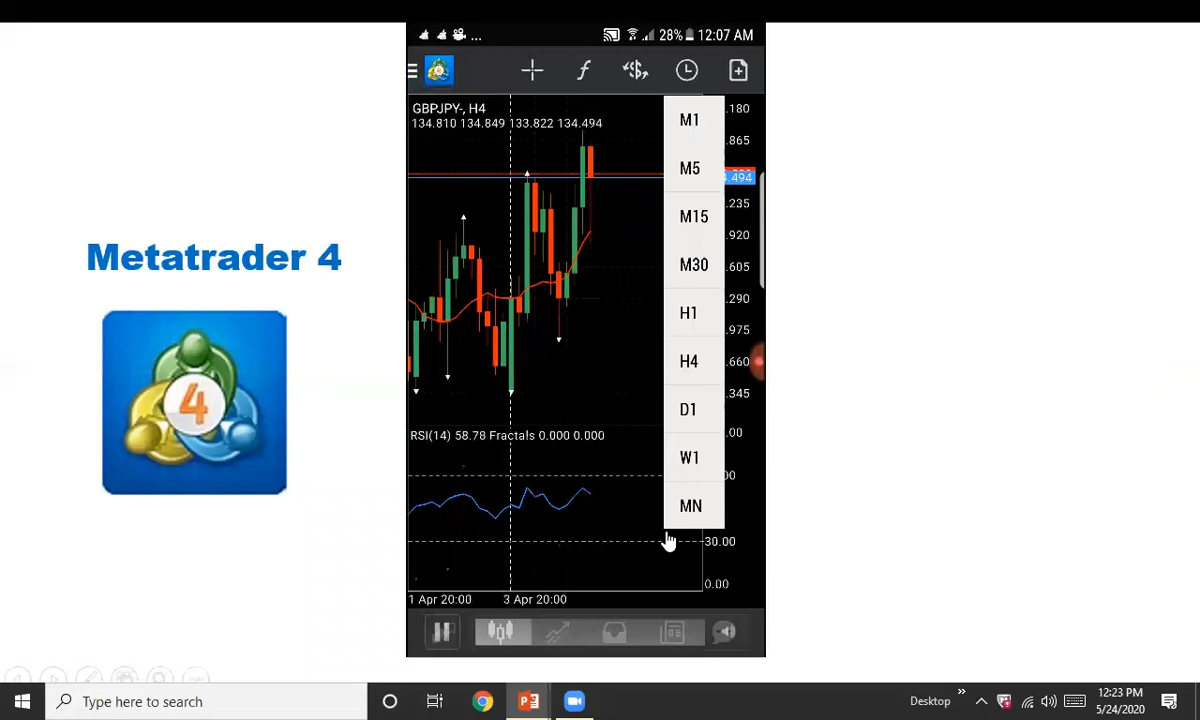 28% 12:07 AM
GBPJPY-, H4
134.810 134.849 133.822 134.494
M1
M5
M15
M30
H1
H4
D1
W1
MN
.180
.865
.494
.235
.920
.605
.290
.975
.660
.345
.00
RSI(14) 58.78 Fractals 0.000 0.000
30.00
0.00
1 Apr 20:00 3 Apr 20:00
Metatrader 4
4
Type here to search
Desktop
12:23 PM
5/24/2020